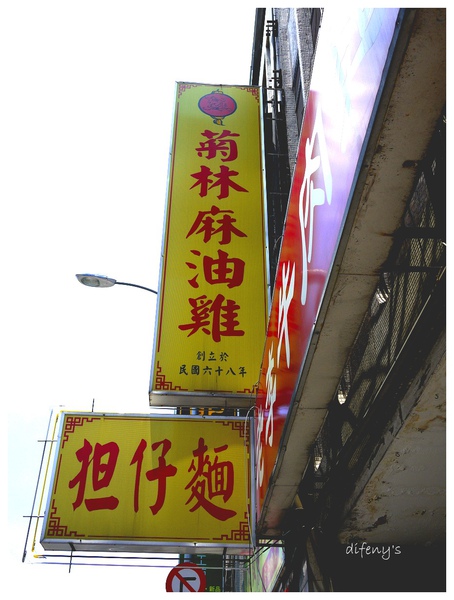 菊林麻油雞
創立於
民國六十八年
担仔麵
difeny's